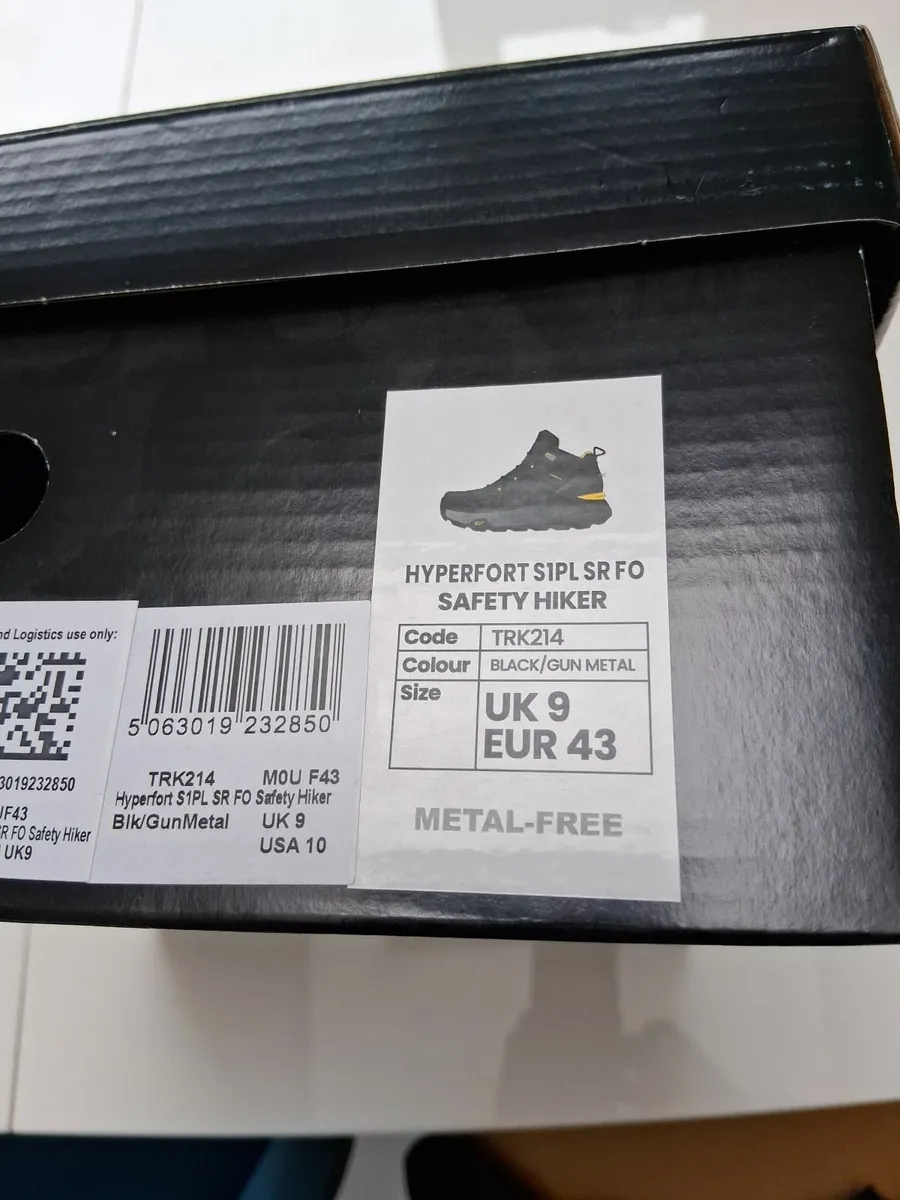 HYPERFORT S1PL SR FO
SAFETY HIKER
Code TRK214
Colour BLACK/GUN METAL
Size UK 9
EUR 43
METAL-FREE
5 063019 232850
TRK214 M0U F43
Hyperfort S1PL SR FO Safety Hiker
Blk/GunMetal UK 9
USA 10
nd Logistics use only:
3019232850
F43
SR FO Safety Hiker
UK9